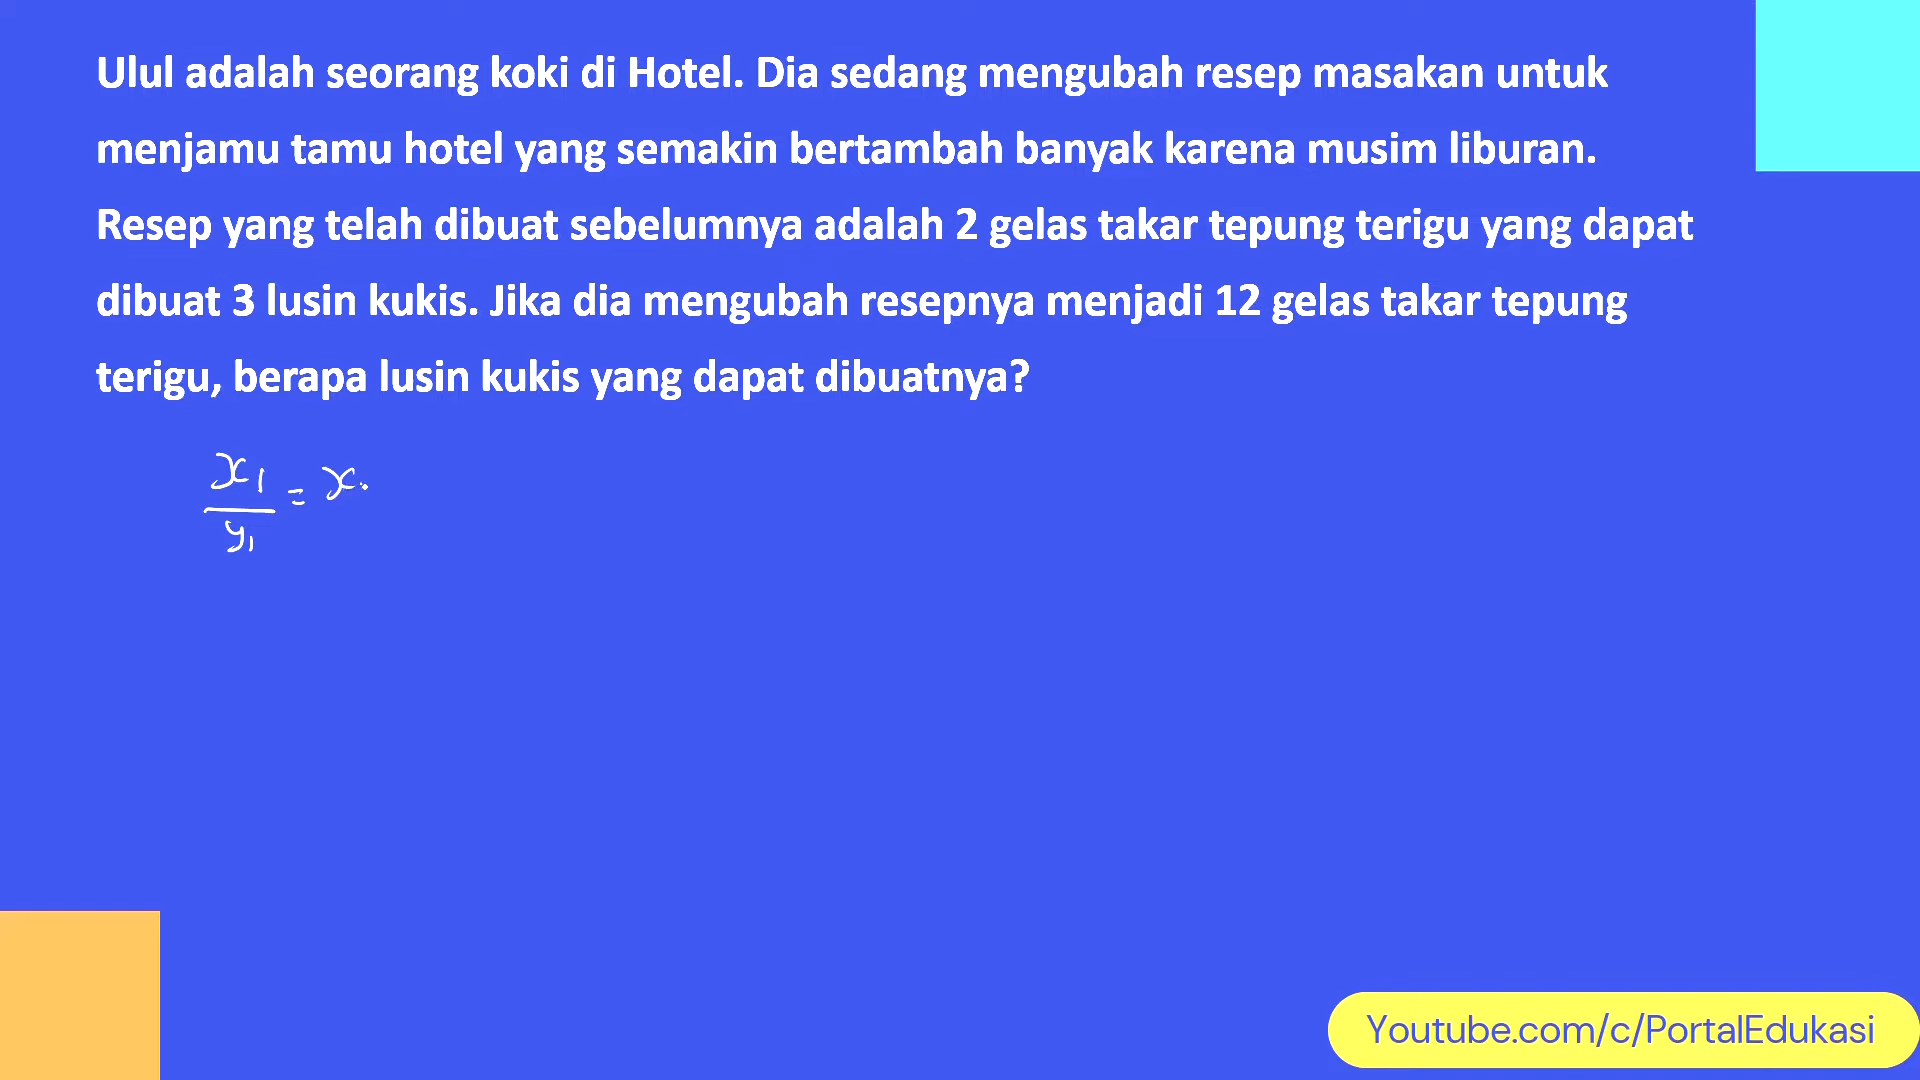 Ulul adalah seorang koki di Hotel. Dia sedang mengubah resep masakan untuk
menjamu tamu hotel yang semakin bertambah banyak karena musim liburan.
Resep yang telah dibuat sebelumnya adalah 2 gelas takar tepung terigu yang dapat
dibuat 3 lusin kukis. Jika dia mengubah resepnya menjadi 12 gelas takar tepung
terigu, berapa lusin kukis yang dapat dibuatnya?
x₁ = x
y₁
Youtube.com/c/PortalEdukasi